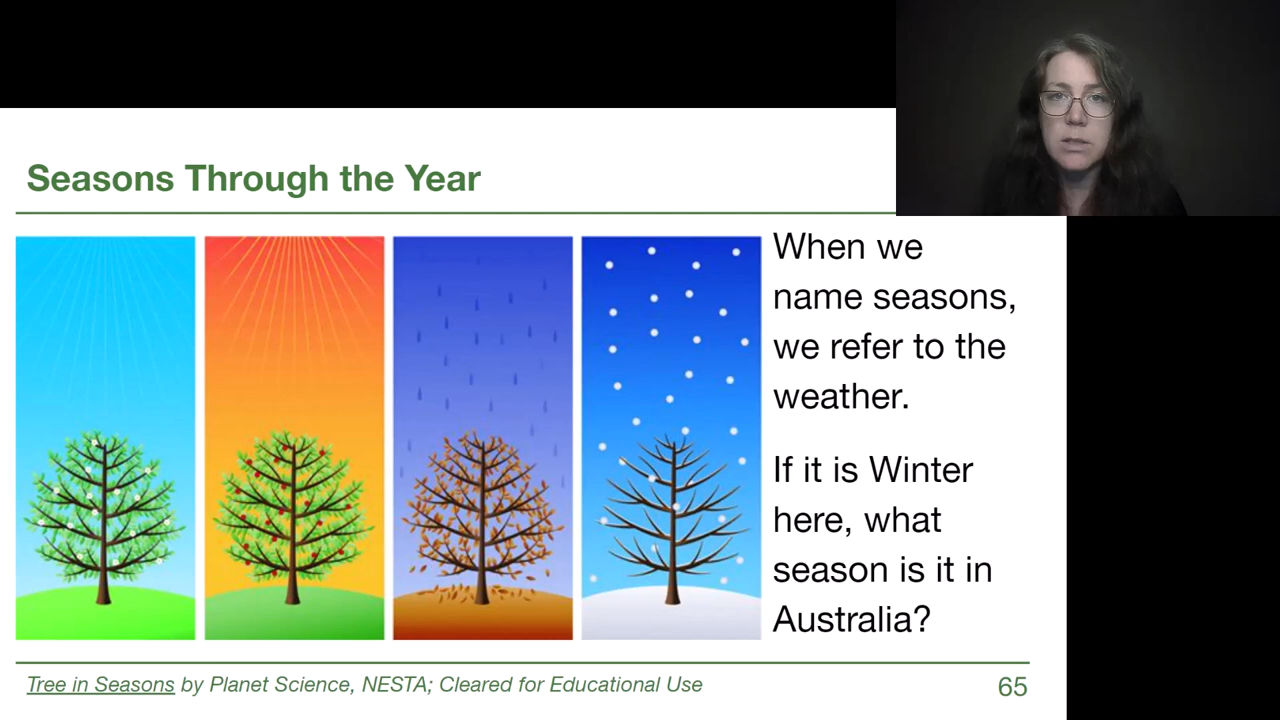 Seasons Through the Year
When we
name seasons,
we refer to the
weather.
If it is Winter
here, what
season is it in
Australia?
Tree in Seasons by Planet Science, NESTA; Cleared for Educational Use
65